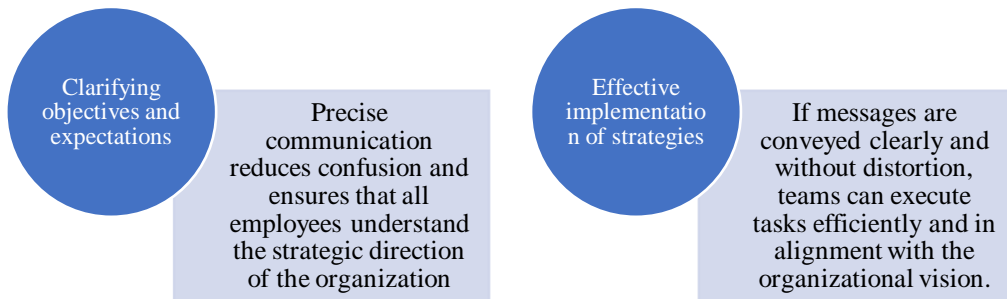 Clarifying
objectives and
expectations
Precise
communication
reduces confusion and
ensures that all
employees understand
the strategic direction
of the organization
Effective
implementatio
n of strategies
If messages are
conveyed clearly and
without distortion,
teams can execute
tasks efficiently and in
alignment with the
organizational vision.